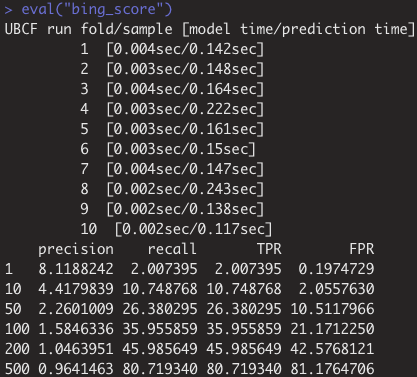 > eval("bing_score")
UBCF run fold/sample [model time/prediction time]
1 [0.004sec/0.142sec]
2 [0.003sec/0.148sec]
3 [0.004sec/0.164sec]
4 [0.003sec/0.222sec]
5 [0.003sec/0.161sec]
6 [0.003sec/0.15sec]
7 [0.004sec/0.147sec]
8 [0.002sec/0.243sec]
9 [0.002sec/0.138sec]
10 [0.002sec/0.117sec]
precision recall TPR FPR
1 8.1188242 2.007395 2.007395 0.1974729
10 4.4179839 10.748768 10.748768 2.0557630
50 2.2601009 26.380295 26.380295 10.5117966
100 1.5846336 35.955859 35.955859 21.1712250
200 1.0463951 45.985649 45.985649 42.5768121
500 0.9641463 80.719340 80.719340 81.1764706